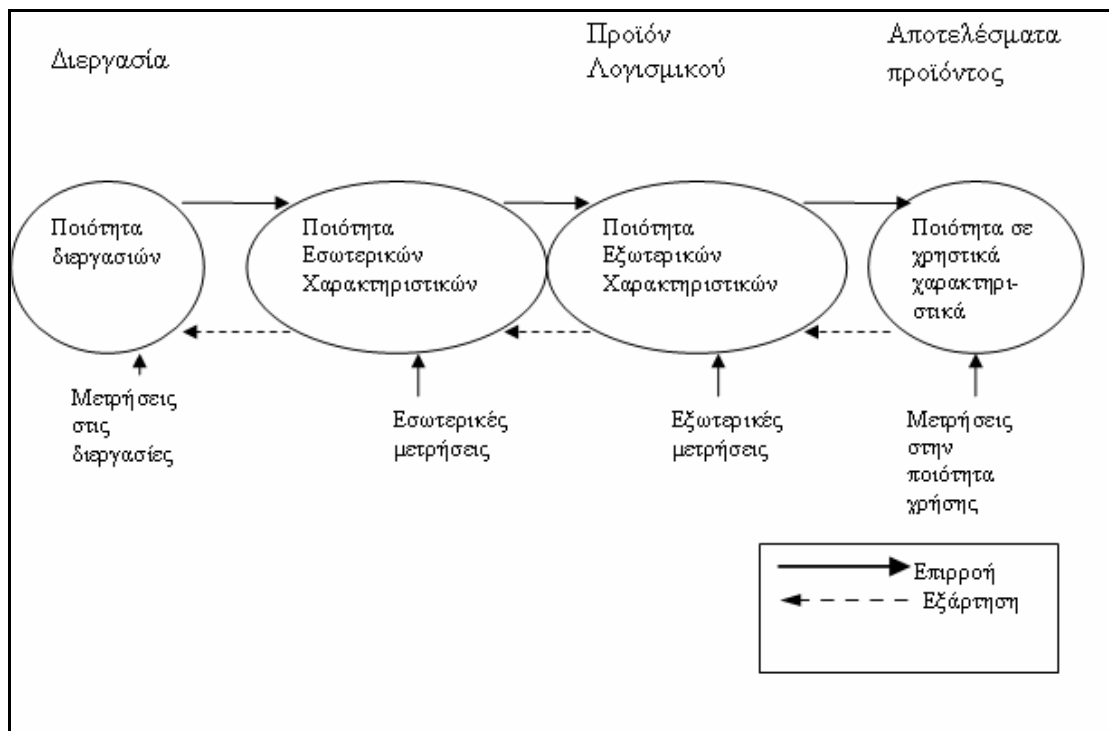 Διεργασία
Προϊόν
Λογισμικού
Αποτελέσματα
προϊόντος
Ποιότητα
διεργασιών
Ποιότητα
Εσωτερικών
Χαρακτηριστικών
Ποιότητα
Εξωτερικών
Χαρακτηριστικών
Ποιότητα σε
χρηστικά
χαρακτηρι-
στικά
Μετρήσεις
στις
διεργασίες
Εσωτερικές
μετρήσεις
Εξωτερικές
μετρήσεις
Μετρήσεις
στην
ποιότητα
χρήσης
Επιρροή
Εξάρτηση